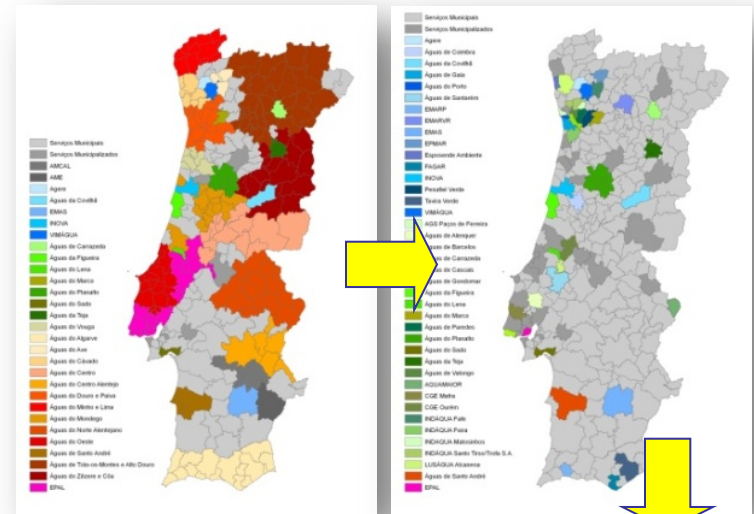 Serviços Municipais
Serviços Municipalizados
AMCAL
AME
Agere
Águas da Covilhã
EMAS
INOVA
VIMÁGUA
Águas de Carrazeda
Águas da Figueira
Águas do Lena
Águas do Marco
Águas do Planalto
Águas do Sado
Águas da Teja
Águas do Vouga
Águas do Algarve
Águas do Ave
Águas do Cávado
Águas do Centro
Águas do Centro Alentejo
Águas do Douro e Paiva
Águas do Minho e Lima
Águas do Mondego
Águas do Norte Alentejano
Águas do Oeste
Águas de Santo André
Águas de Trás-os-Montes e Alto Douro
Águas do Zêzere e Côa
EPAL
Serviços Municipais
Serviços Municipalizados
Agere
Águas de Coimbra
Águas da Covilhã
Águas de Gaia
Águas do Porto
Águas de Santarém
EMARP
EMARVR
EMAS
EPMAR
Esposende Ambiente
FAGAR
INOVA
Penafiel Verde
Tavira Verde
VIMÁGUA
AGS Paços de Ferreira
Águas de Alenquer
Águas de Barcelos
Águas de Carrazeda
Águas de Cascais
Águas de Gondomar
Águas da Figueira
Águas do Lena
Águas do Marco
Águas de Paredes
Águas do Planalto
Águas do Sado
Águas da Teja
Águas de Valongo
AQUAMAIOR
CGE Mafra
CGE Ourém
INDÁQUA Fafe
INDÁQUA Feira
INDÁQUA Matosinhos
INDÁQUA Santo Tirso/Trofa S.A.
LUSÁGUA Alcanena
Águas de Santo André
EPAL